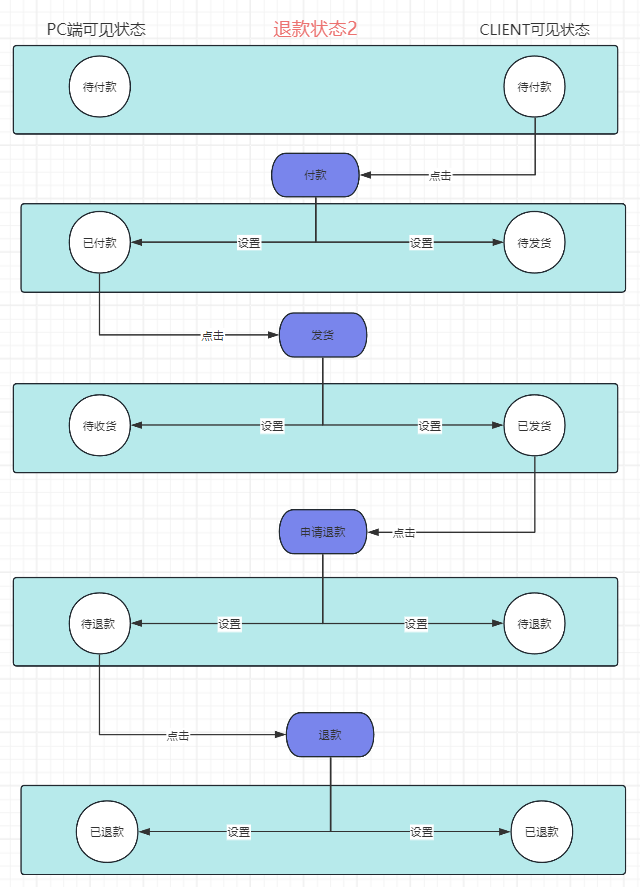 PC端可见状态
退款状态2
CLIENT可见状态
待付款
待付款
付款
点击
已付款
设置
设置
待发货
点击
发货
待收货
设置
设置
已发货
申请退款
点击
待退款
设置
设置
待退款
点击
退款
已退款
设置
设置
已退款